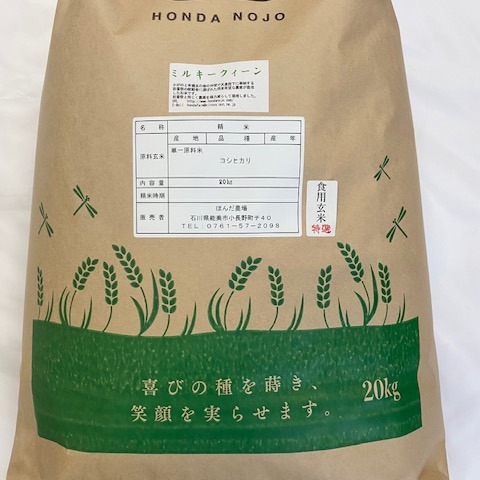 HONDA NOJO
ミルキークィーン
名　称
精　米
産　地　品　種　産　年
原料玄米
単一原料米
コシヒカリ
内 容 量
20kg
精米時期
販 売 者
ほんだ農場
石川県能美市小長野町チ４０
ＴＥＬ ０７６１-５７-２０９８
食用玄米
特選
喜びの種を蒔き、
笑顔を実らせます。
20kg